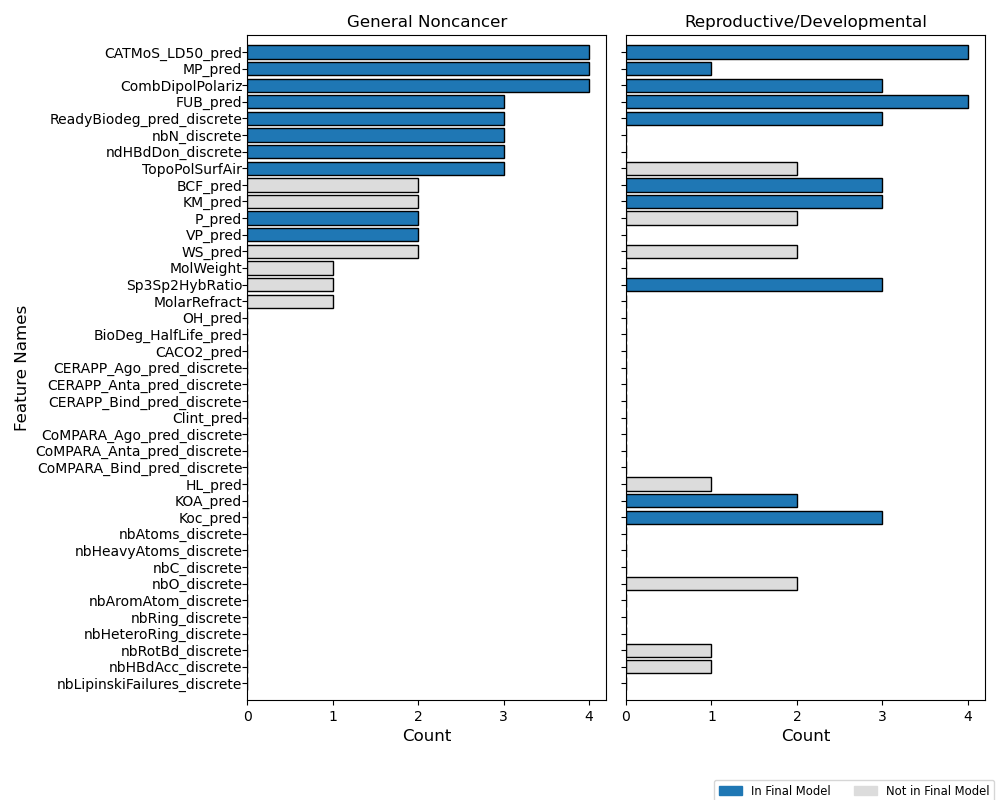 General Noncancer
Reproductive/Developmental
Feature Names
CATMoS_LD50_pred
MP_pred
CombDipolPolariz
FUB_pred
ReadyBiodeg_pred_discrete
nbN_discrete
ndHBdDon_discrete
TopoPolSurfAir
BCF_pred
KM_pred
P_pred
VP_pred
WS_pred
MolWeight
Sp3Sp2HybRatio
MolarRefract
OH_pred
BioDeg_HalfLife_pred
CACO2_pred
CERAPP_Ago_pred_discrete
CERAPP_Anta_pred_discrete
CERAPP_Bind_pred_discrete
Clint_pred
CoMPARA_Ago_pred_discrete
CoMPARA_Anta_pred_discrete
CoMPARA_Bind_pred_discrete
HL_pred
KOA_pred
Koc_pred
nbAtoms_discrete
nbHeavyAtoms_discrete
nbC_discrete
nbO_discrete
nbAromAtom_discrete
nbRing_discrete
nbHeteroRing_discrete
nbRotBd_discrete
nbHBdAcc_discrete
nbLipinskiFailures_discrete
0 1 2 3 4
0 1 2 3 4
Count
Count
In Final Model
Not in Final Model